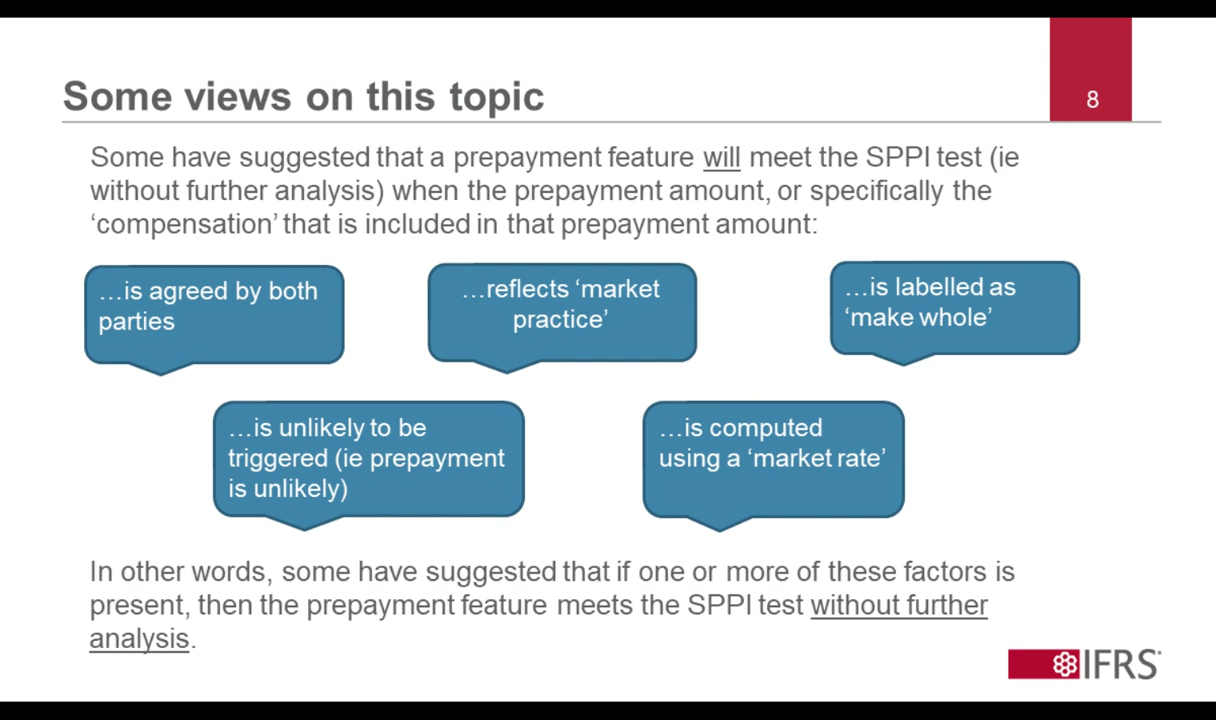 Some views on this topic
8
Some have suggested that a prepayment feature will meet the SPPI test (ie
without further analysis) when the prepayment amount, or specifically the
‘compensation’ that is included in that prepayment amount:
…is agreed by both
parties
…reflects ‘market
practice’
…is labelled as
‘make whole’
…is unlikely to be
triggered (ie prepayment
is unlikely)
…is computed
using a ‘market rate’
In other words, some have suggested that if one or more of these factors is
present, then the prepayment feature meets the SPPI test without further
analysis.
IFRS